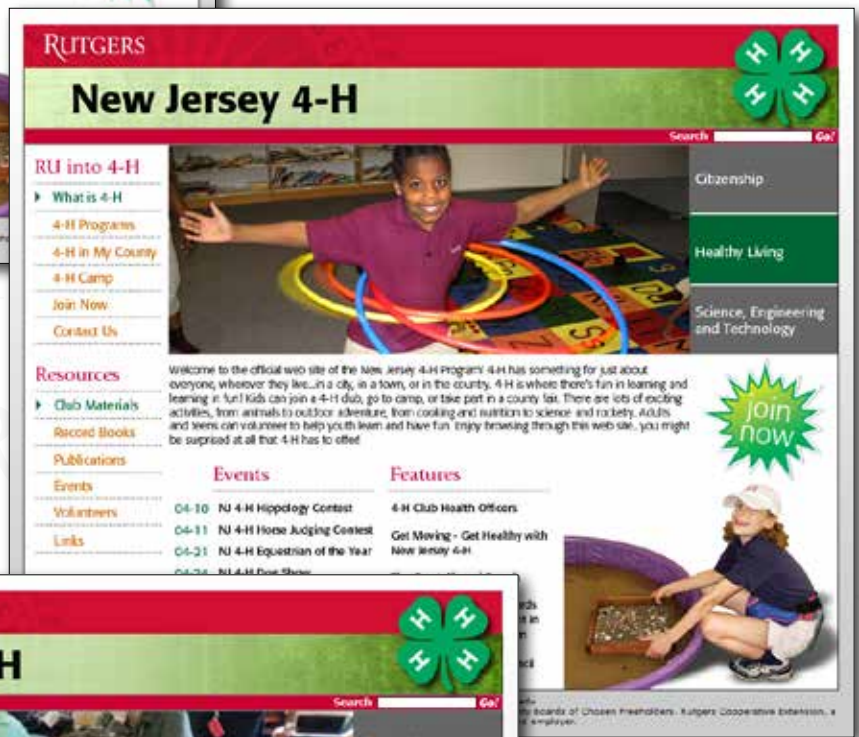 RUTGERS
New Jersey 4-H
Search Go!
RU into 4-H
What is 4-H
4-H Programs
4-H in My County
4-H Camp
Join Now
Contact Us
Resources
Club Materials
Record Books
Publications
Events
Volunteers
Links
Citizenship
Healthy Living
Science, Engineering
and Technology
Welcome to the official web site of the New Jersey 4-H Program! 4-H has something for just about
everyone, wherever they live...in a city, in a town, or in the country. 4-H is where there's fun in learning and
learning in fun! Kids can join a 4-H club, go to camp, or take part in a county fair. There are lots of exciting
activities, from animals to outdoor adventure, from cooking and nutrition to science and rocketry. Adults
and teens can volunteer to help youth learn and have fun. Enjoy browsing through this web site...you might
be surprised at all that 4-H has to offer!
join
now
Events
04-10 NJ 4-H Hippology Contest
04-11 NJ 4-H Horse Judging Contest
04-21 NJ 4-H Equestrian of the Year
04-24 NJ 4-H Dog Show
Features
4-H Club Health Officers
Get Moving - Get Healthy with
New Jersey 4-H
Boards of Chosen Freeholders. Rutgers Cooperative Extension, a
employer.
H
Search Go!
H H
H H